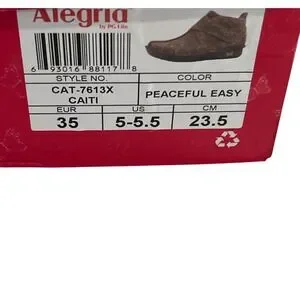 Alegria
by PG Lite
6 93016 88117 8
STYLE NO. COLOR
CAT-7613X
CAITI PEACEFUL EASY
EUR US CM
35 5-5.5 23.5